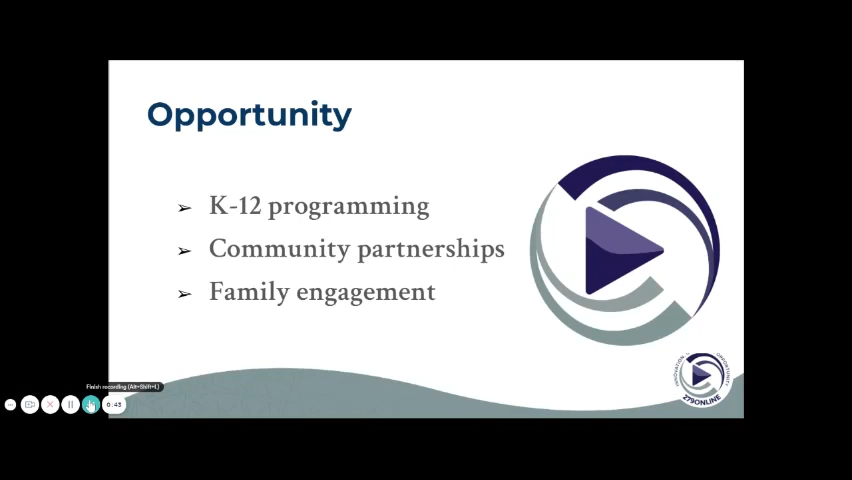 Opportunity
➢ K-12 programming
➢ Community partnerships
➢ Family engagement
INNOVATION
OPPORTUNITY
279ONLINE
Finish recording (Alt+Shift+L)
0:43